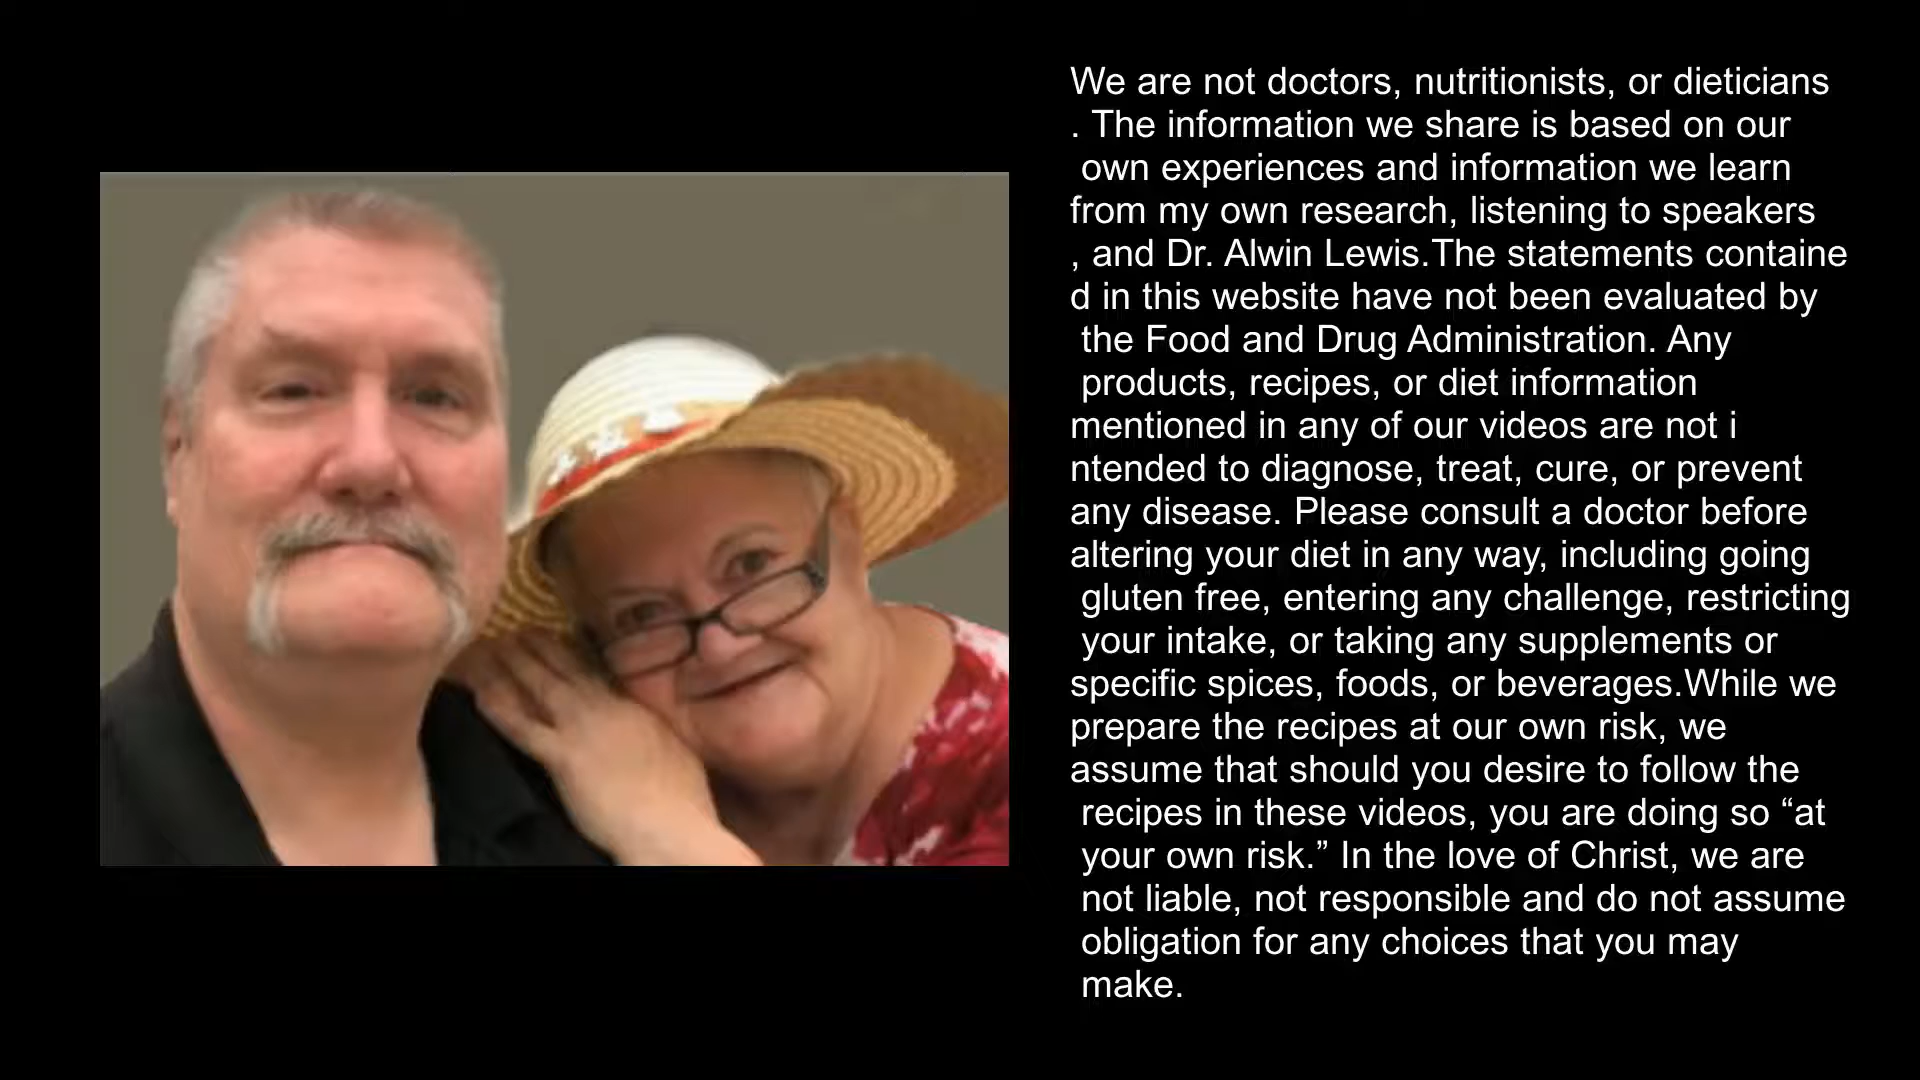 We are not doctors, nutritionists, or dieticians
. The information we share is based on our
own experiences and information we learn
from my own research, listening to speakers
, and Dr. Alwin Lewis.The statements containe
d in this website have not been evaluated by
the Food and Drug Administration. Any
products, recipes, or diet information
mentioned in any of our videos are not i
ntended to diagnose, treat, cure, or prevent
any disease. Please consult a doctor before
altering your diet in any way, including going
gluten free, entering any challenge, restricting
your intake, or taking any supplements or
specific spices, foods, or beverages.While we
prepare the recipes at our own risk, we
assume that should you desire to follow the
recipes in these videos, you are doing so “at
your own risk.” In the love of Christ, we are
not liable, not responsible and do not assume
obligation for any choices that you may
make.